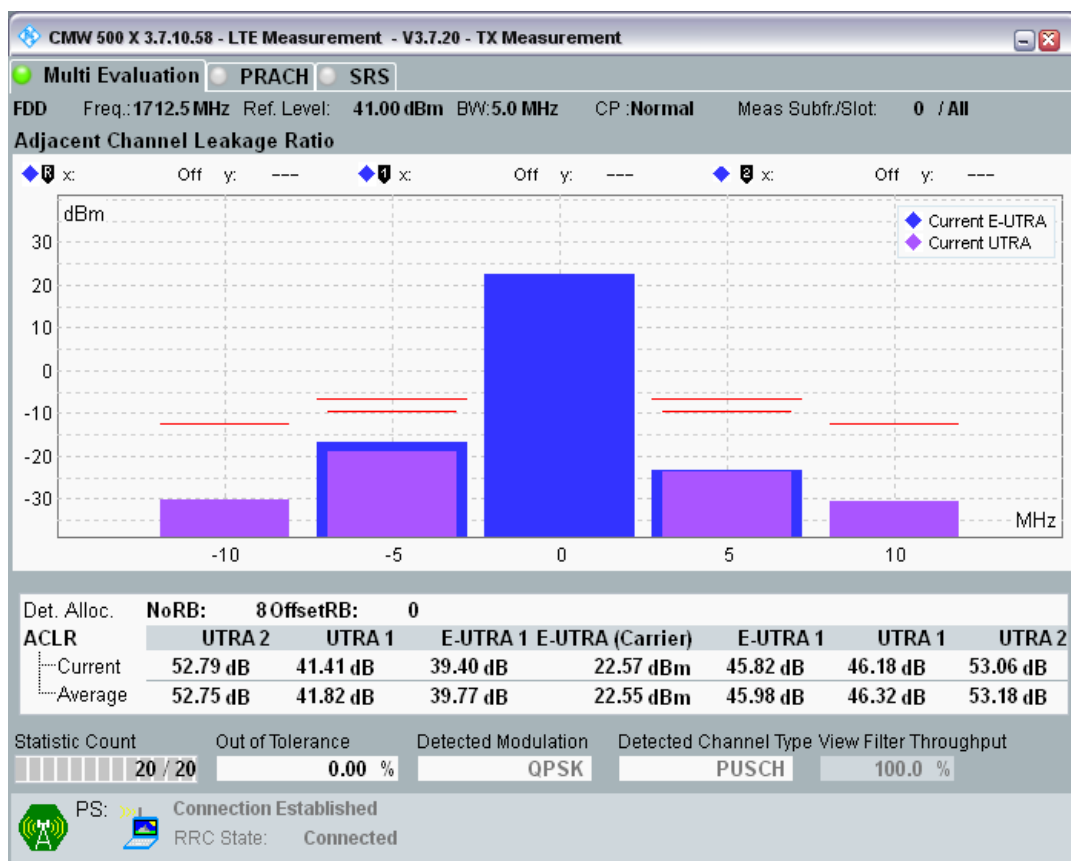 CMW 500 X 3.7.10.58 - LTE Measurement - V3.7.20 - TX Measurement
Multi Evaluation PRACH SRS
FDD Freq.:1712.5 MHz Ref. Level: 41.00 dBm BW:5.0 MHz CP :Normal Meas Subfr./Slot: 0 / All
Adjacent Channel Leakage Ratio
R x: Off y: --- 1 x: Off y: --- 2 x: Off y: ---
dBm
Current E-UTRA
Current UTRA
30
20
10
0
-10
-20
-30
MHz
-10 -5 0 5 10
Det. Alloc. NoRB: 8 OffsetRB: 0
ACLR UTRA 2 UTRA 1 E-UTRA 1 E-UTRA (Carrier) E-UTRA 1 UTRA 1 UTRA 2
Current 52.79 dB 41.41 dB 39.40 dB 22.57 dBm 45.82 dB 46.18 dB 53.06 dB
Average 52.75 dB 41.82 dB 39.77 dB 22.55 dBm 45.98 dB 46.32 dB 53.18 dB
Statistic Count Out of Tolerance Detected Modulation Detected Channel Type View Filter Throughput
20 / 20 0.00 % QPSK PUSCH 100.0 %
PS: Connection Established
RRC State: Connected